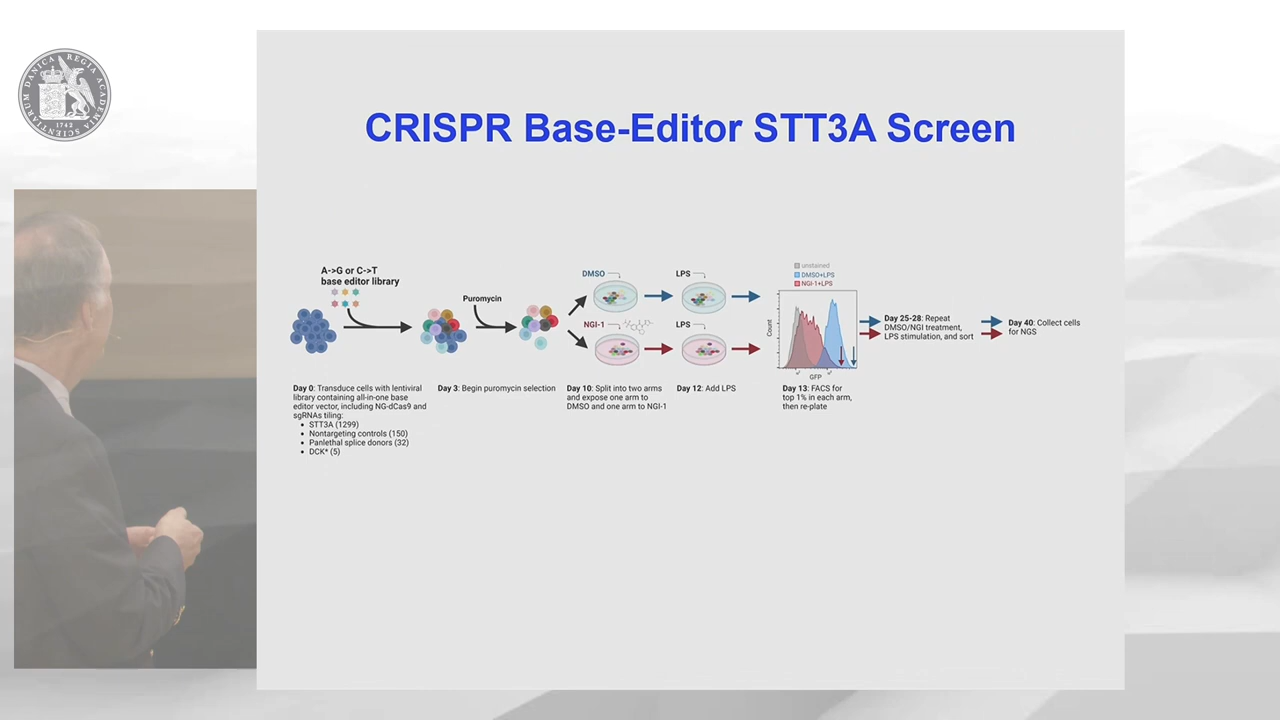 REGIA ACADEMIA SCIENTIARUM DANICA
1742
CRISPR Base-Editor STT3A Screen
A->G or C->T
base editor library
Puromycin
DMSO
LPS
NGI-1
LPS
unstained
DMSO+LPS
NGI-1+LPS
Count
GFP
Day 25-28: Repeat
DMSO/NGI treatment,
LPS stimulation, and sort
Day 40: Collect cells
for NGS
Day 0: Transduce cells with lentiviral
library containing all-in-one base
editor vector, including NG-dCas9 and
sgRNAs tiling:
• STT3A (1299)
• Nontargeting controls (150)
• Panlethal splice donors (32)
• DCK* (5)
Day 3: Begin puromycin selection
Day 10: Split into two arms
and expose one arm to
DMSO and one arm to NGI-1
Day 12: Add LPS
Day 13: FACS for
top 1% in each arm,
then re-plate